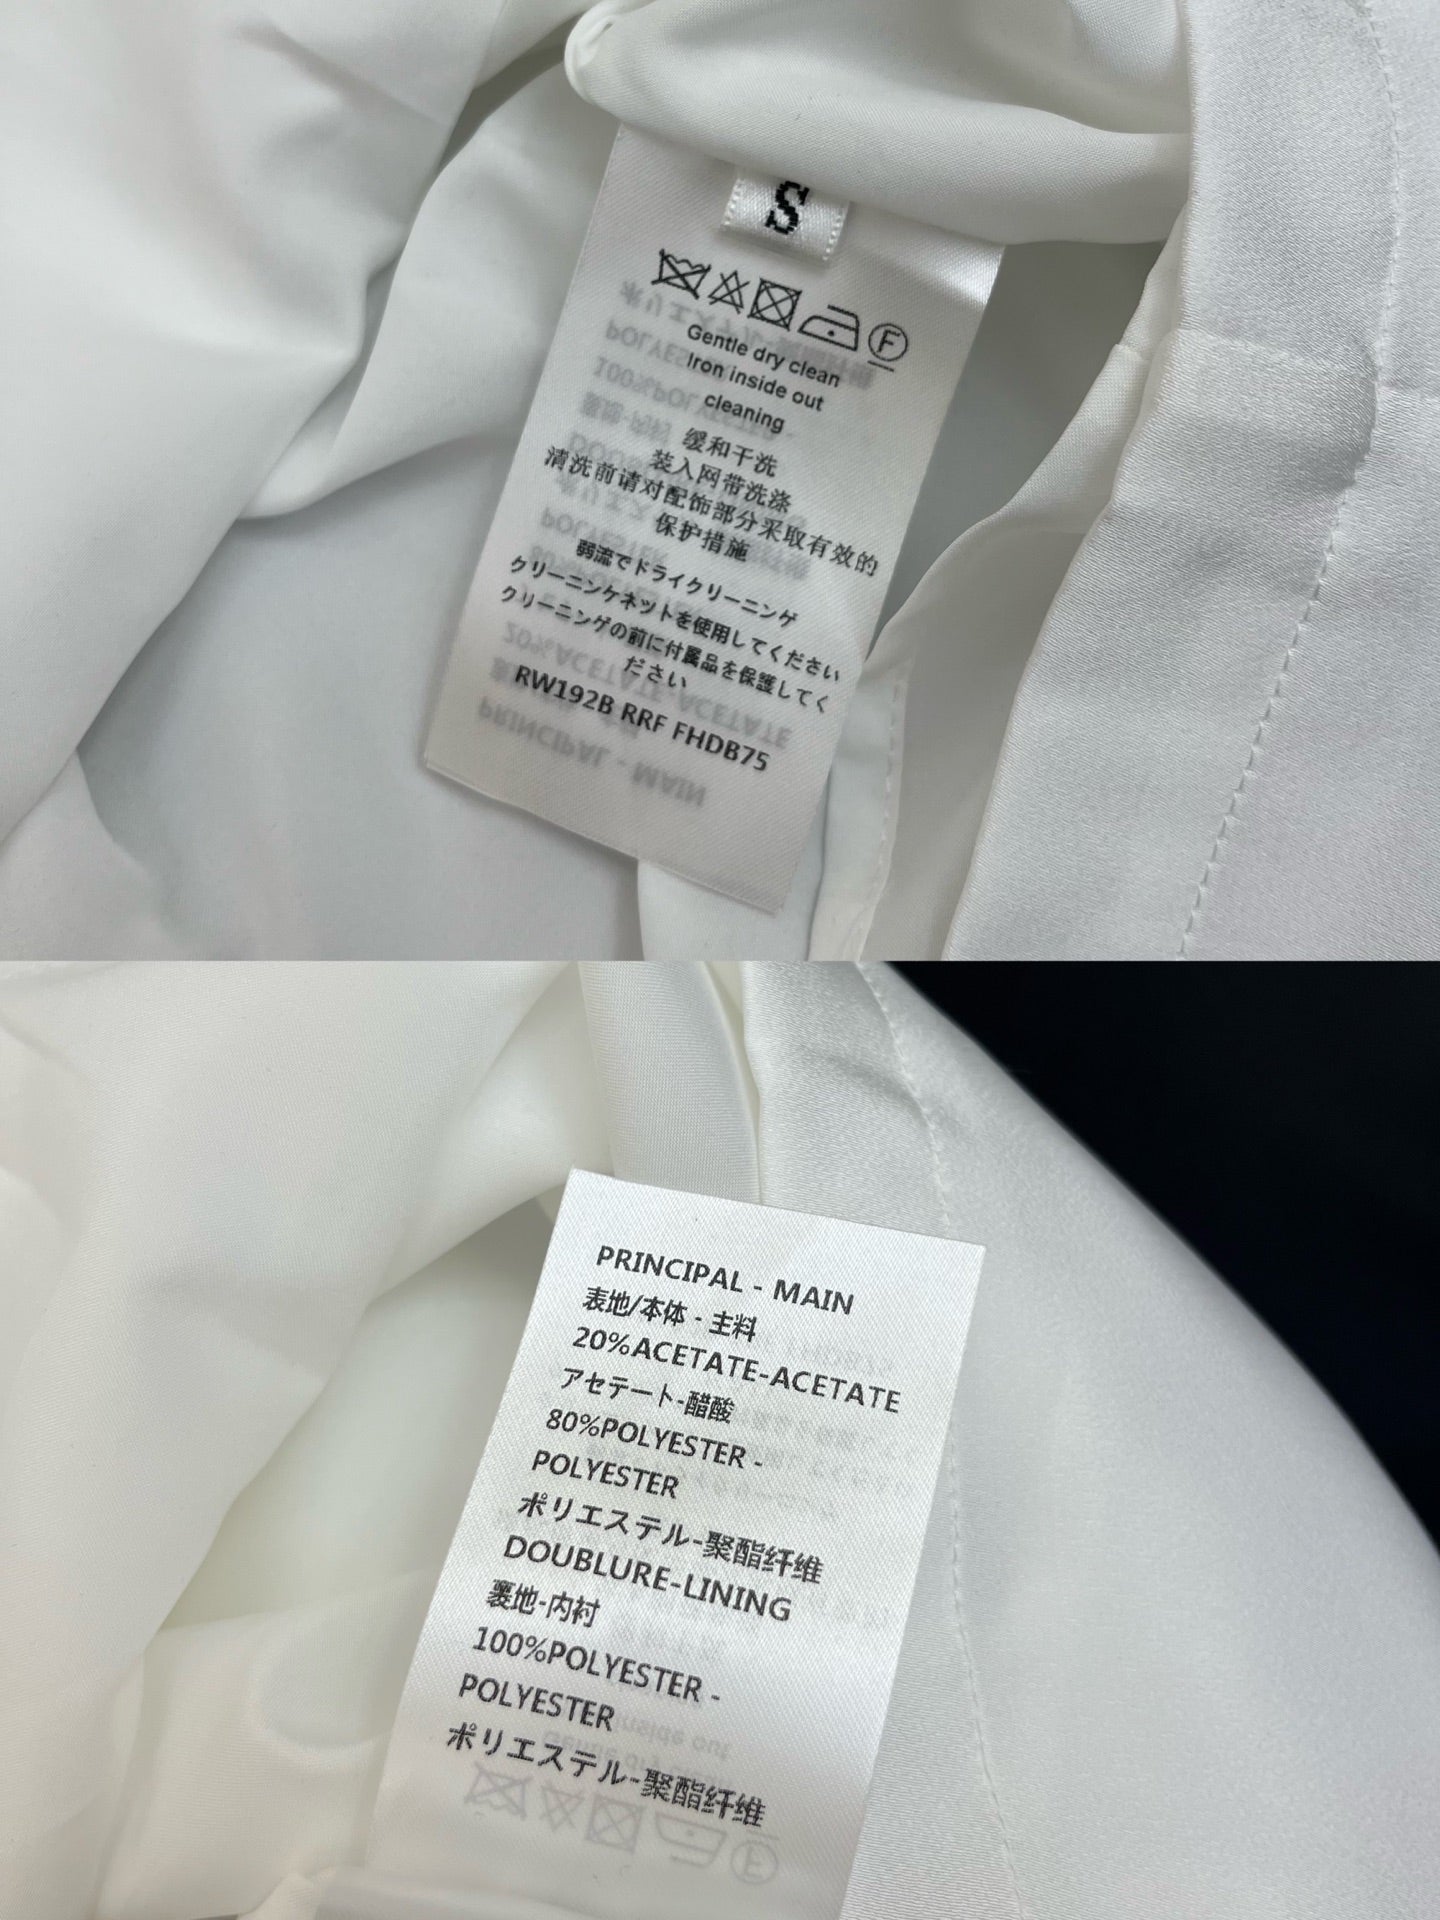 S
F
Gentle dry clean
Iron inside out
cleaning
缓和干洗
装入网带洗涤
清洗前请对配饰部分采取有效的
保护措施
弱流でドライクリーニンゲ
クリーニンケネットを使用してください
クリーニンゲの前に付属品を保護してく
ださい
RW192B RRF FHDB75
PRINCIPAL - MAIN
表地/本体 - 主料
20%ACETATE-ACETATE
アセテート-醋酸
80%POLYESTER -
POLYESTER
ポリエステル-聚酯纤维
DOUBLURE-LINING
裏地-内衬
100%POLYESTER -
POLYESTER
ポリエステル-聚酯纤维